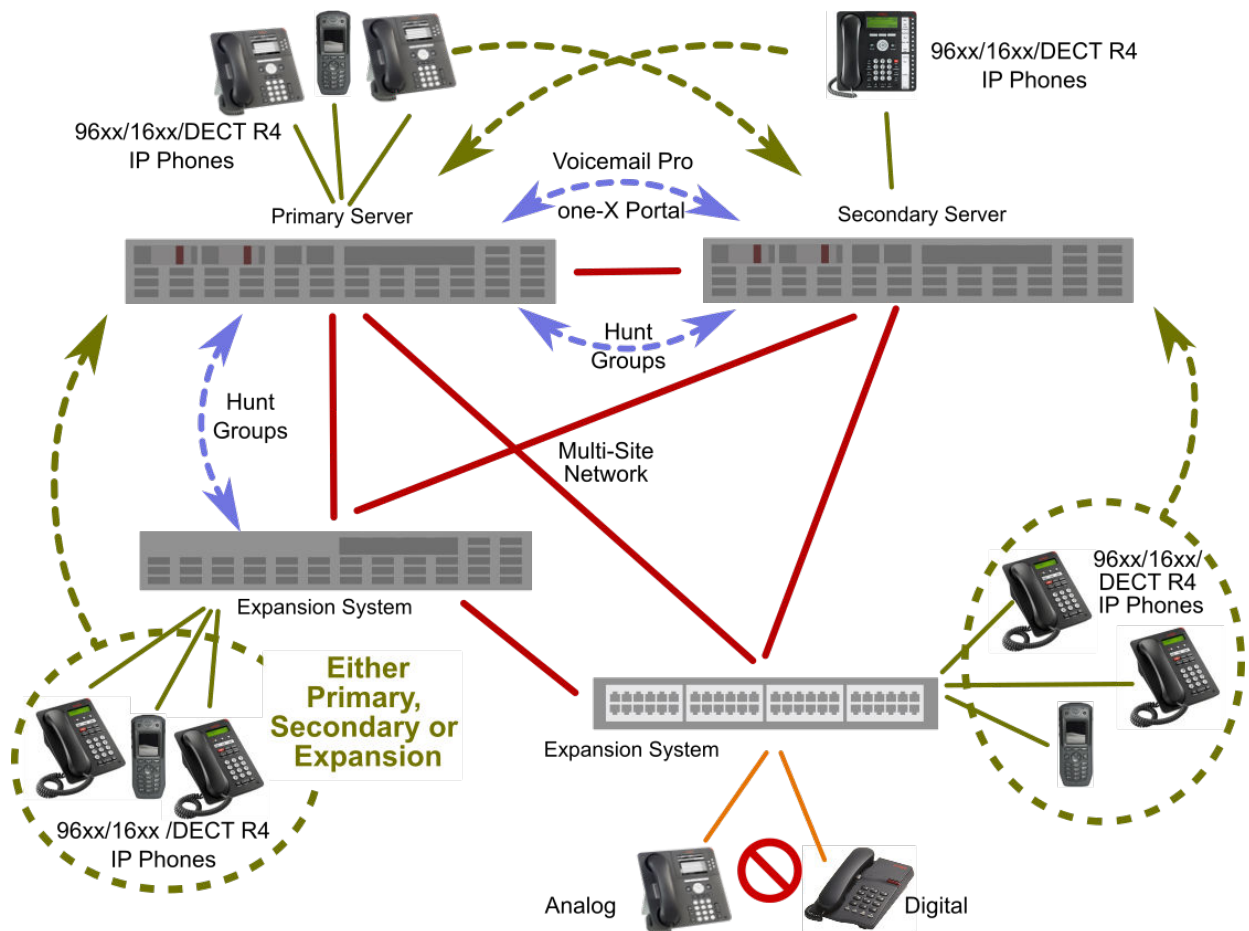 96xx/16xx/DECT R4
IP Phones
96xx/16xx/DECT R4
IP Phones
Voicemail Pro
one-X Portal
Primary Server
Secondary Server
Hunt
Groups
Hunt
Groups
Multi-Site
Network
Expansion System
96xx/16xx/
DECT R4
IP Phones
Either
Primary,
Secondary or
Expansion
Expansion System
96xx/16xx /DECT R4
IP Phones
Analog
Digital